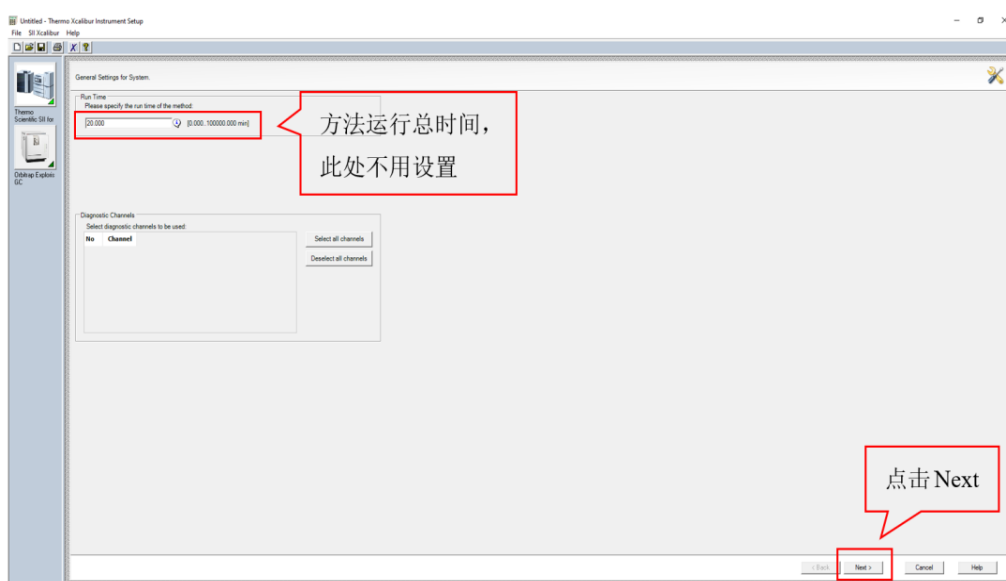 Untitled - Thermo Xcalibur Instrument Setup
File SII Xcalibur Help
General Settings for System.
Run Time
Please specify the run time of the method:
20.000 [0.000..100000.000 min]
方法运行总时间，
此处不用设置
Thermo
Scientific SII for
Orbitrap Exploris
GC
Diagnostic Channels
Select diagnostic channels to be used:
No Channel
Select all channels
Deselect all channels
点击Next
< Back Next > Cancel Help